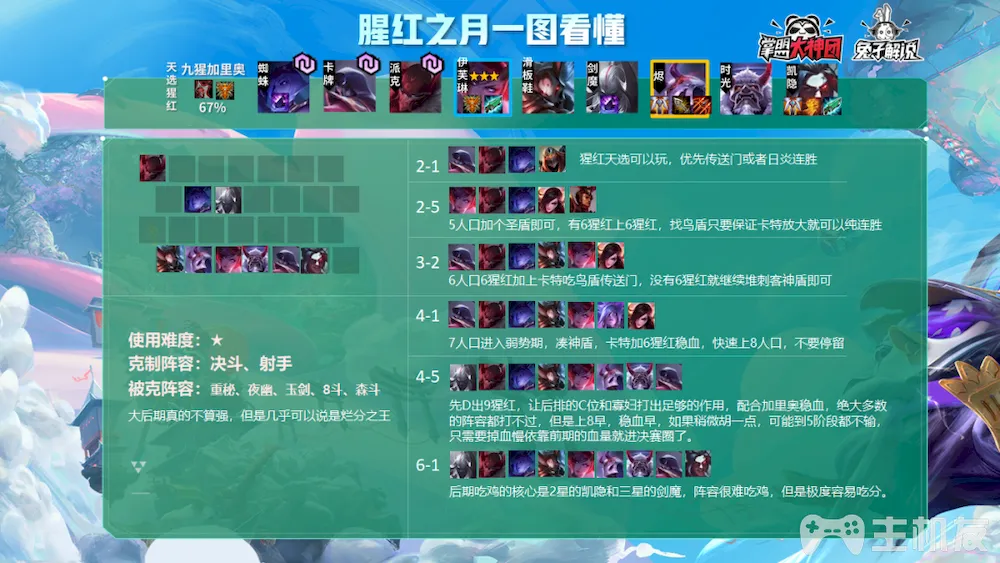 腥红之月一图看懂
掌盟大神团
兔子解说
天选猩红
九猩加里奥
67%
蜘蛛
卡牌
派克
伊芙琳
滑板鞋
剑魔
烬
时光
凯隐
2-1
猩红天选可以玩，优先传送门或者日炎连胜
2-5
5人口加个圣盾即可，有6猩红上6猩红，找鸟盾只要保证卡特放大就可以纯连胜
3-2
6人口6猩红加上卡特吃鸟盾传送门，没有6猩红就继续堆刺客神盾即可
4-1
7人口进入弱势期，凑神盾，卡特加6猩红稳血，快速上8人口，不要停留
4-5
先D出9猩红，让后排的C位和寡妇打出足够的作用，配合加里奥稳血，绝大多数
的阵容都打不过，但是上8早，稳血早，如果稍微胡一点，可能到5阶段都不输，
只需要掉血慢依靠前期的血量就进决赛圈了。
6-1
后期吃鸡的核心是2星的凯隐和三星的剑魔，阵容很难吃鸡，但是极度容易吃分。
使用难度：★
克制阵容：决斗、射手
被克阵容：重秘、夜幽、玉剑、8斗、森斗
大后期真的不算强，但是几乎可以说是烂分之王
主机友